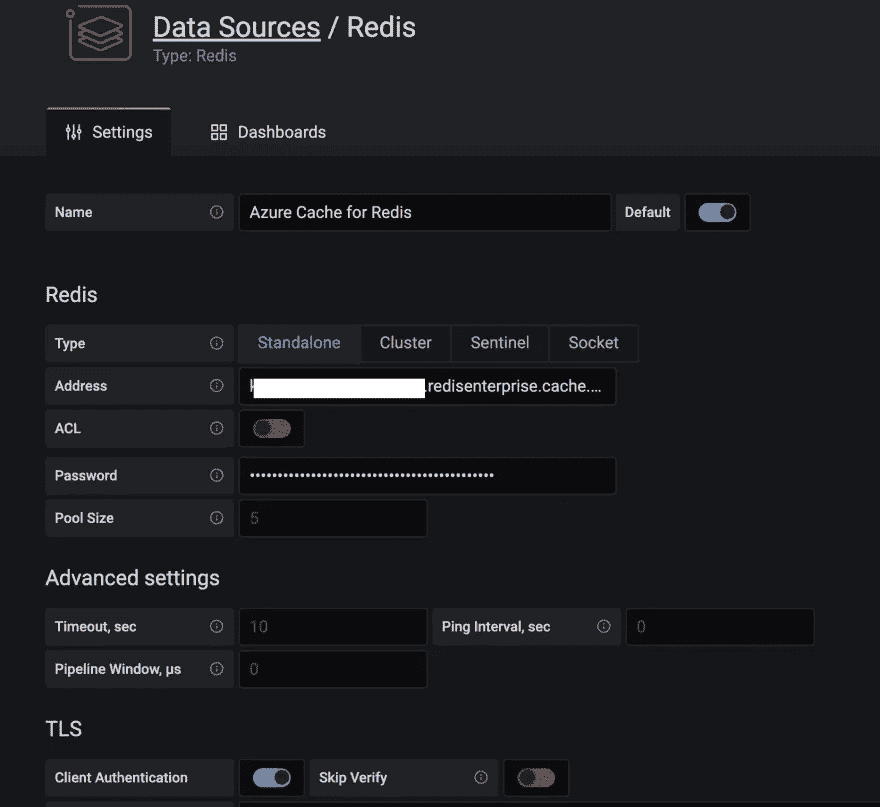 Data Sources / Redis
Type: Redis
Settings Dashboards
Name Azure Cache for Redis Default
Redis
Type Standalone Cluster Sentinel Socket
Address .redisenterprise.cache....
ACL
Password ••••••••••••••••••••••••••••••••••••••••••••
Pool Size 5
Advanced settings
Timeout, sec 10 Ping Interval, sec 0
Pipeline Window, μs 0
TLS
Client Authentication Skip Verify